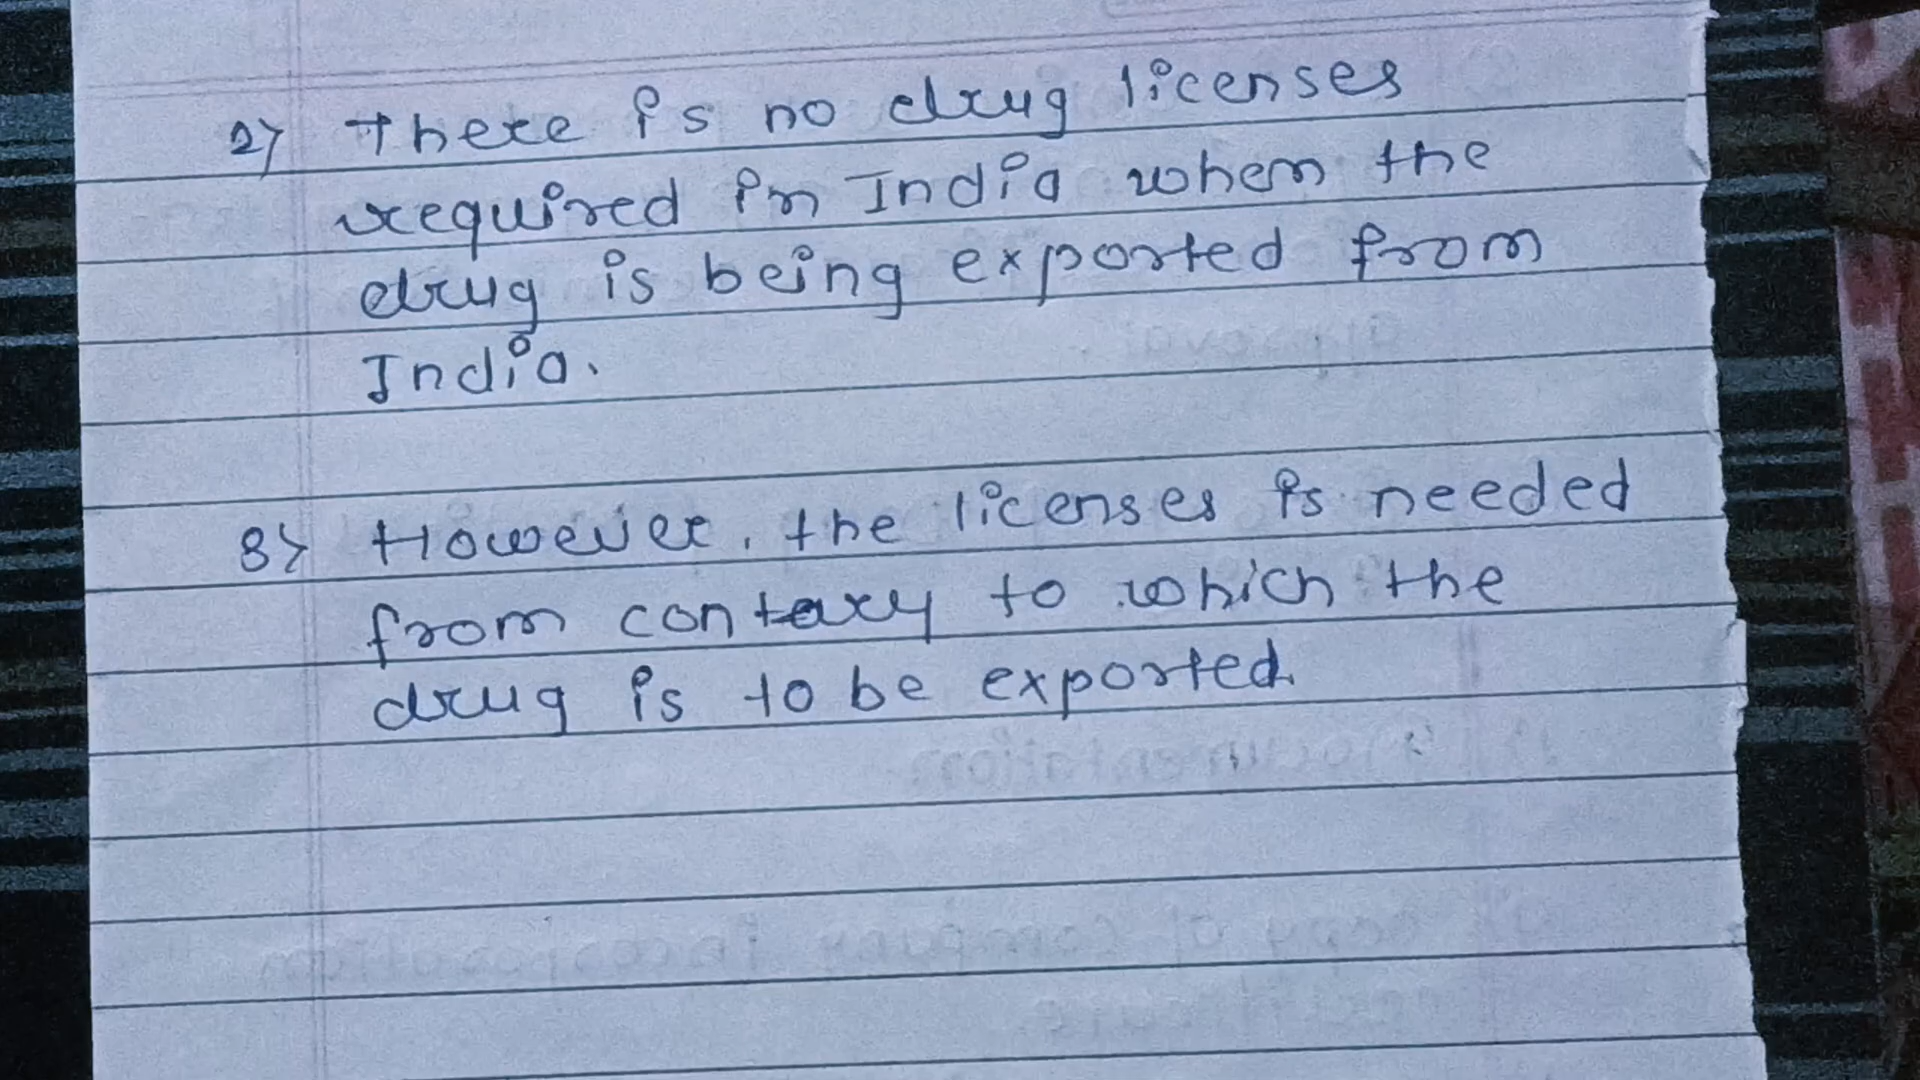 2) There is no drug licenses
required in India when the
drug is being exported from
India.
3) However, the licenses is needed
from contary to which the
drug is to be exported.